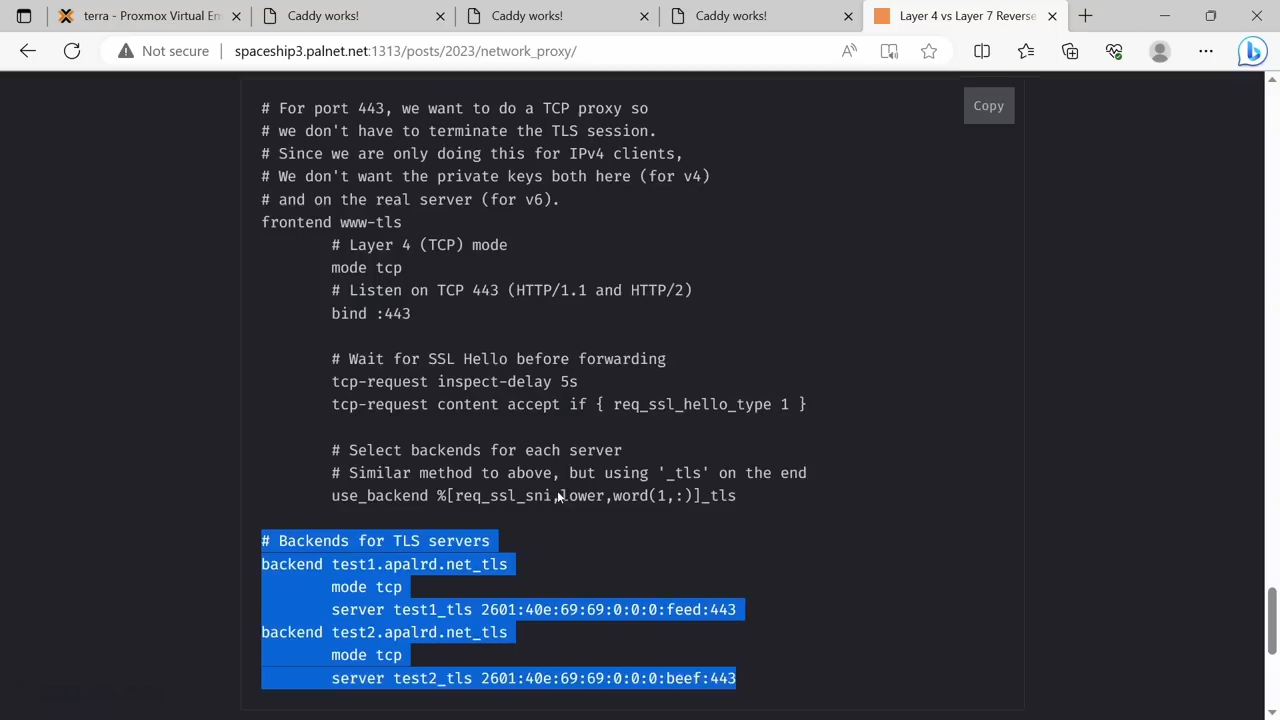 terra - Proxmox Virtual En
Caddy works!
Caddy works!
Caddy works!
Layer 4 vs Layer 7 Reverse
Not secure
spaceship3.palnet.net:1313/posts/2023/network_proxy/
Copy
# For port 443, we want to do a TCP proxy so
# we don't have to terminate the TLS session.
# Since we are only doing this for IPv4 clients,
# We don't want the private keys both here (for v4)
# and on the real server (for v6).
frontend www-tls
# Layer 4 (TCP) mode
mode tcp
# Listen on TCP 443 (HTTP/1.1 and HTTP/2)
bind :443
# Wait for SSL Hello before forwarding
tcp-request inspect-delay 5s
tcp-request content accept if { req_ssl_hello_type 1 }
# Select backends for each server
# Similar method to above, but using '_tls' on the end
use_backend %[req_ssl_sni,lower,word(1,:)]_tls
# Backends for TLS servers
backend test1.apalrd.net_tls
mode tcp
server test1_tls 2601:40e:69:69:0:0:0:feed:443
backend test2.apalrd.net_tls
mode tcp
server test2_tls 2601:40e:69:69:0:0:0:beef:443